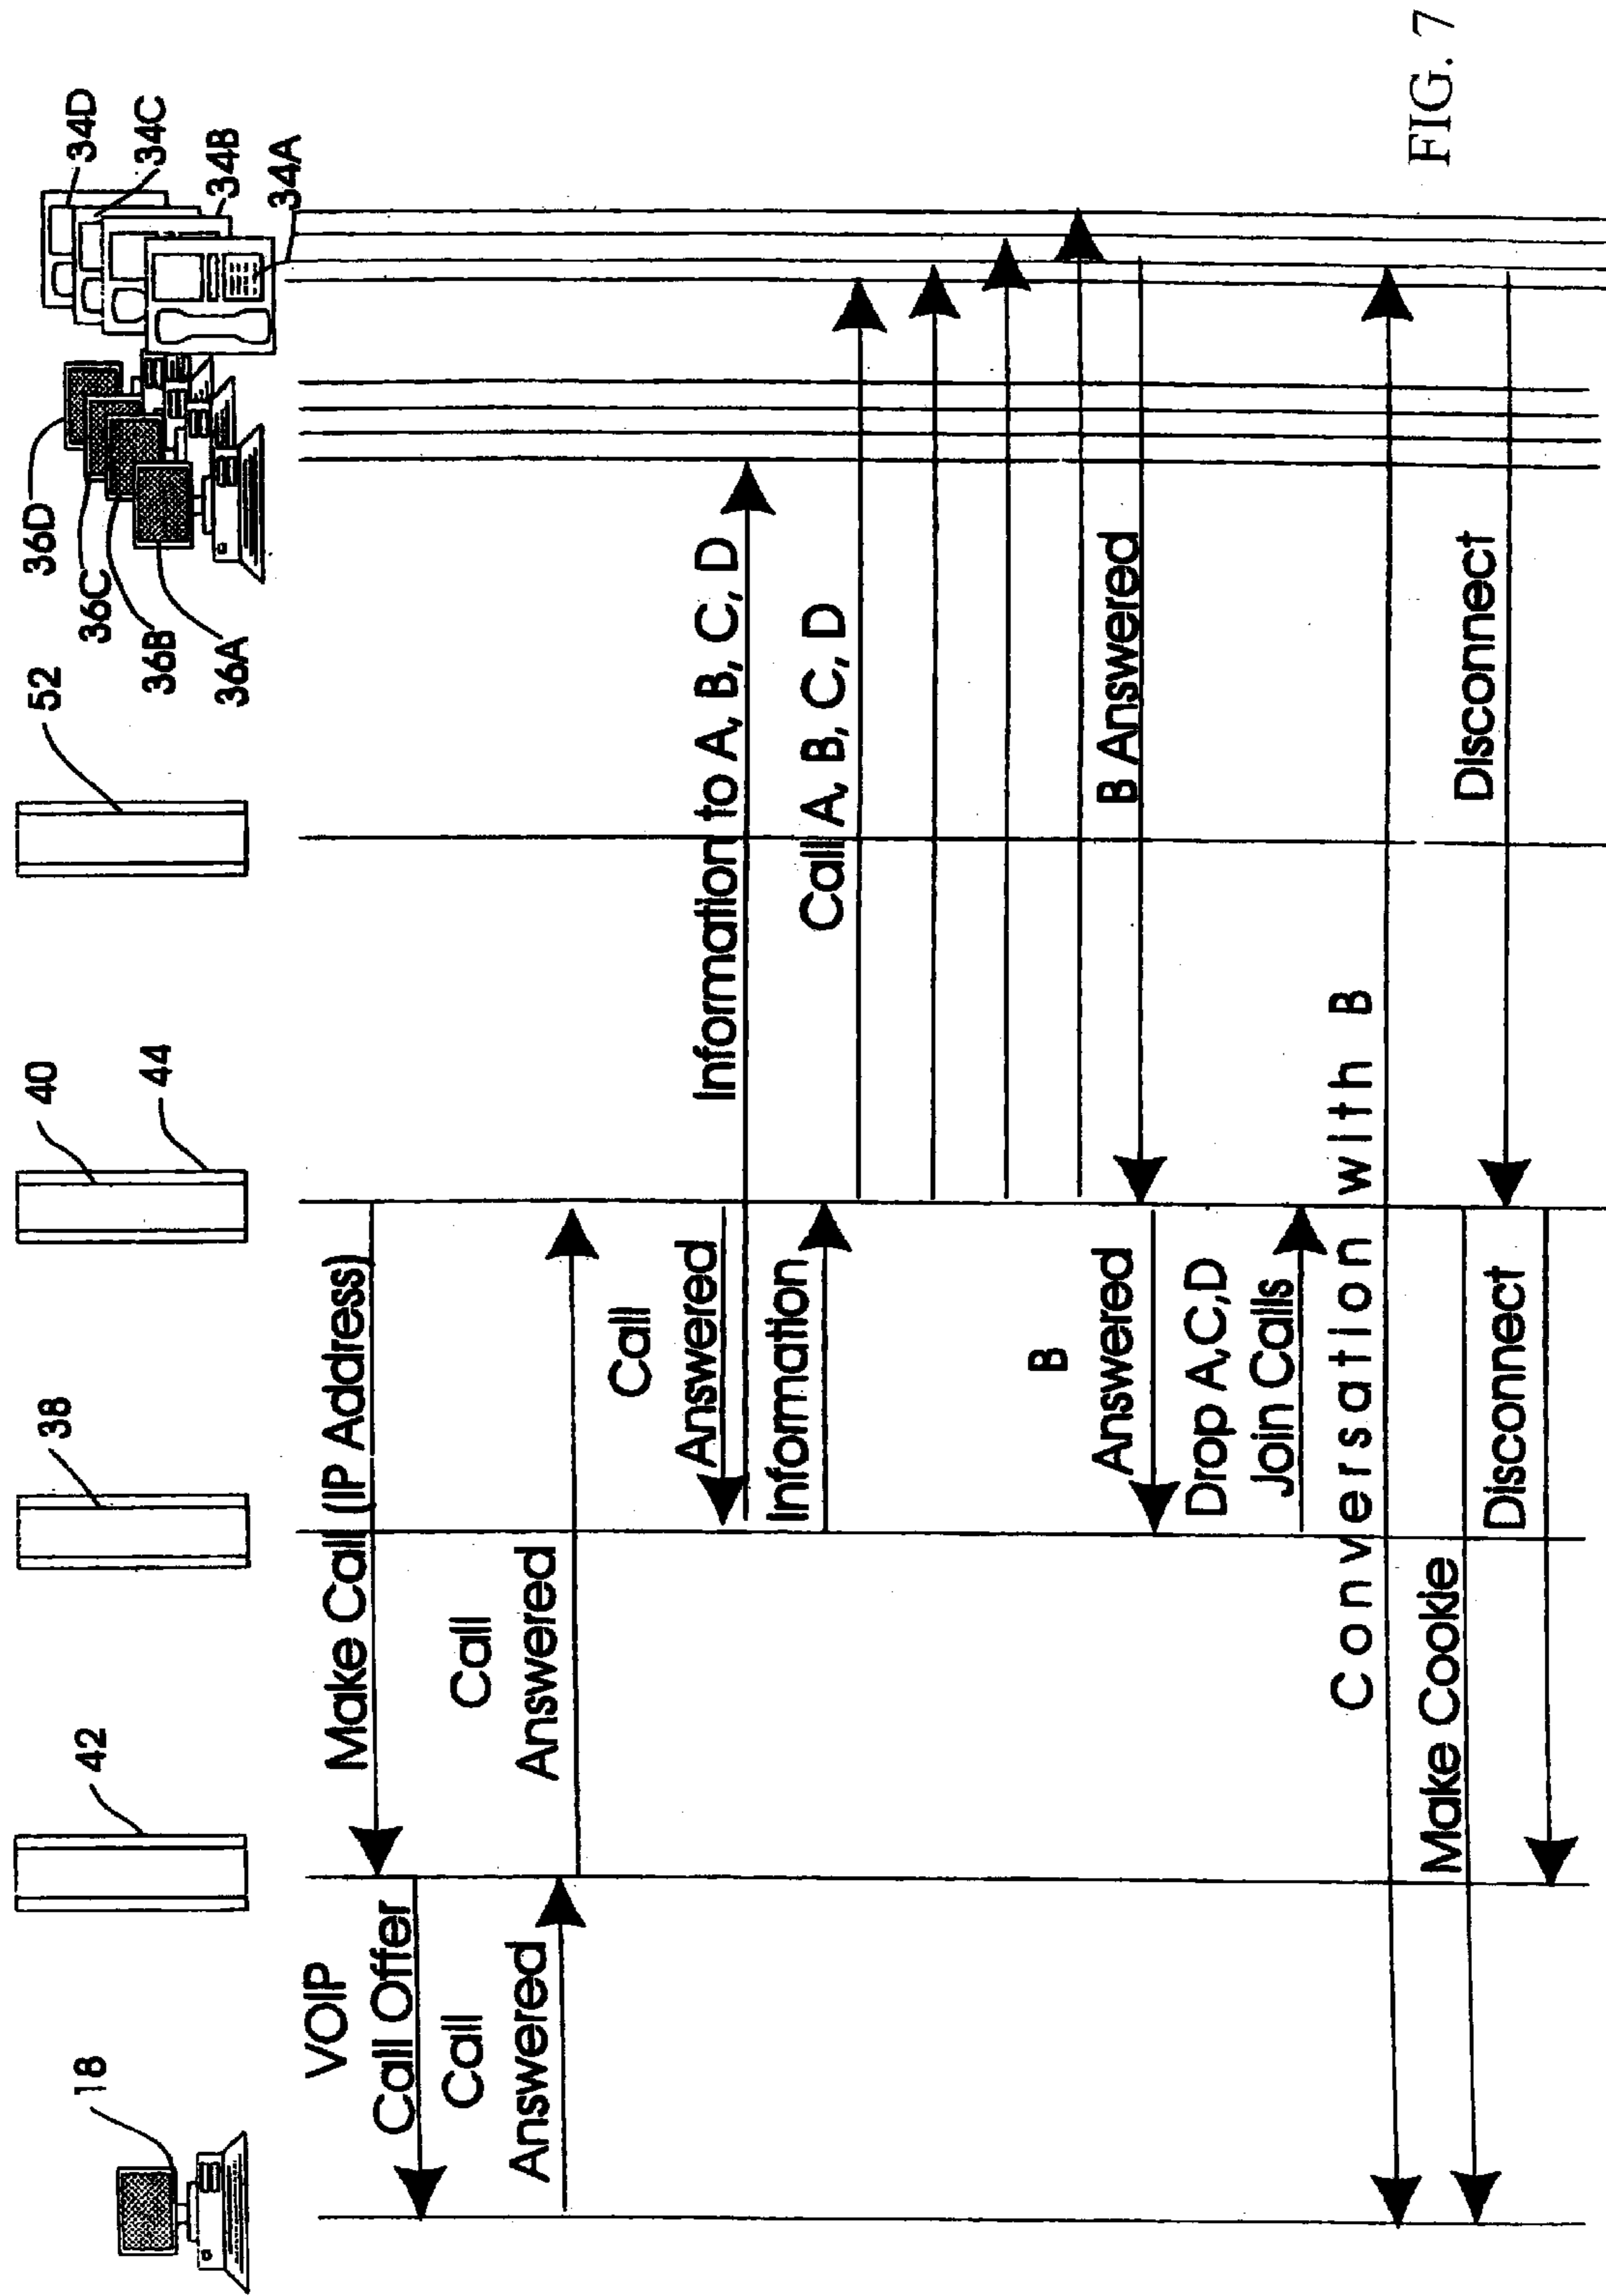 18
42
38
40
44
52
36D
36C
36B
36A
34D
34C
34B
34A
VOIP
Call Offer
Make Call (IP Address)
Call
Answered
Call
Answered
Call
Answered
Information to A, B, C, D
Infomation
Call A, B, C, D
B Answered
B
Answered
Drop A,C,D
Join Calls
Conversation with B
Make Cookie
Disconnect
Disconnect
FIG. 7